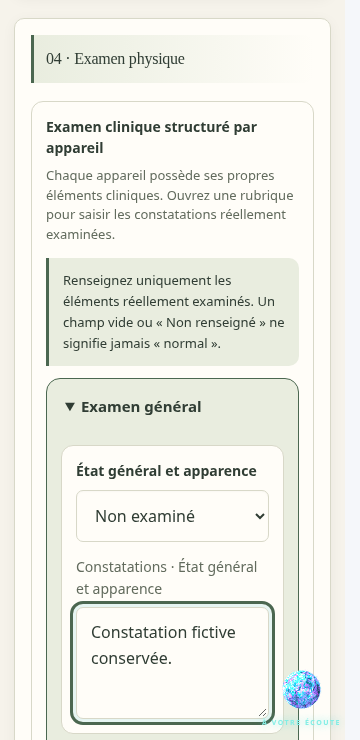 04 · Examen physique
Examen clinique structuré par
appareil
Chaque appareil possède ses propres
éléments cliniques. Ouvrez une rubrique
pour saisir les constatations réellement
examinées.
Renseignez uniquement les
éléments réellement examinés. Un
champ vide ou « Non renseigné » ne
signifie jamais « normal ».
▼ Examen général
État général et apparence
Non examiné
Constatations · État général
et apparence
Constatation fictive
conservée.
À VOTRE ÉCOUTE